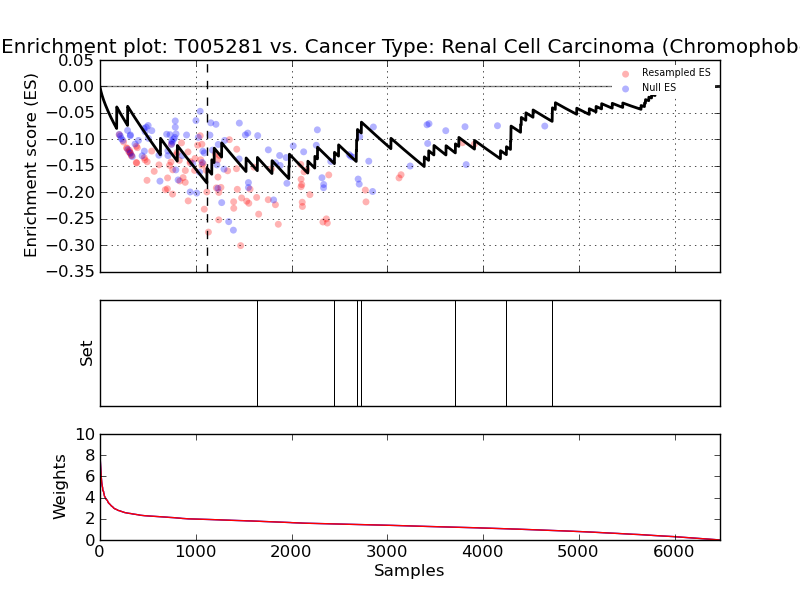 Enrichment plot: T005281 vs. Cancer Type: Renal Cell Carcinoma (Chromophob
Enrichment score (ES)
0.05
0.00
−0.05
−0.10
−0.15
−0.20
−0.25
−0.30
−0.35
Resampled ES
Null ES
Set
Weights
10
8
6
4
2
0
0 1000 2000 3000 4000 5000 6000
Samples